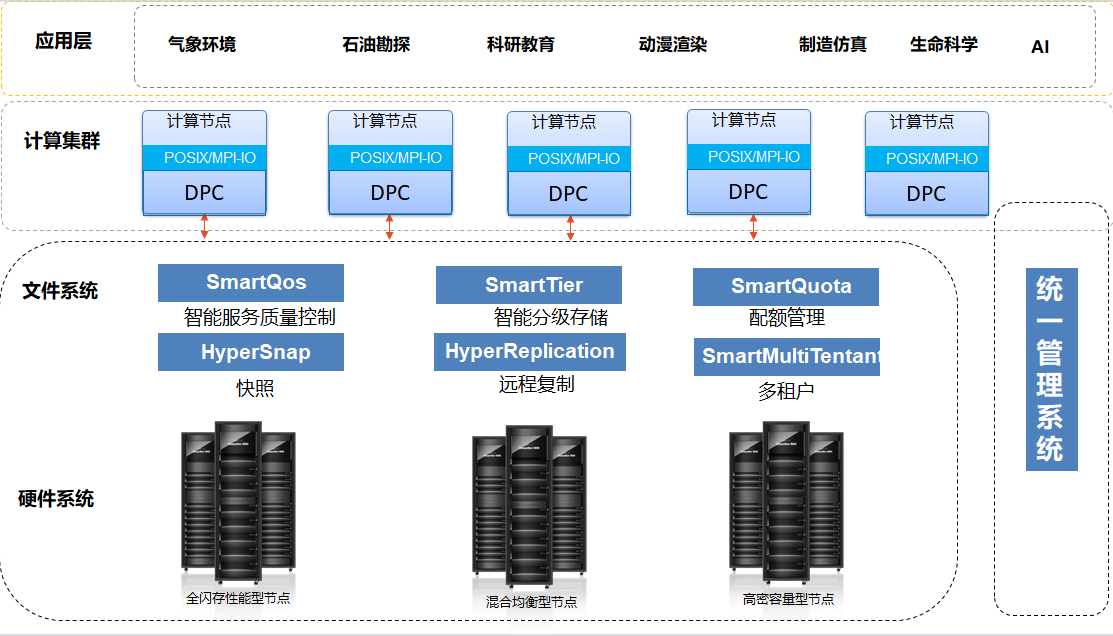 应用层
气象环境
石油勘探
科研教育
动漫渲染
制造仿真
生命科学
AI
计算集群
计算节点
POSIX/MPI-IO
DPC
计算节点
POSIX/MPI-IO
DPC
计算节点
POSIX/MPI-IO
DPC
计算节点
POSIX/MPI-IO
DPC
计算节点
POSIX/MPI-IO
DPC
文件系统
SmartQos
智能服务质量控制
SmartTier
智能分级存储
SmartQuota
配额管理
HyperSnap
快照
HyperReplication
远程复制
SmartMultiTentant
多租户
硬件系统
全闪存性能型节点
混合均衡型节点
高密容量型节点
统一管理系统